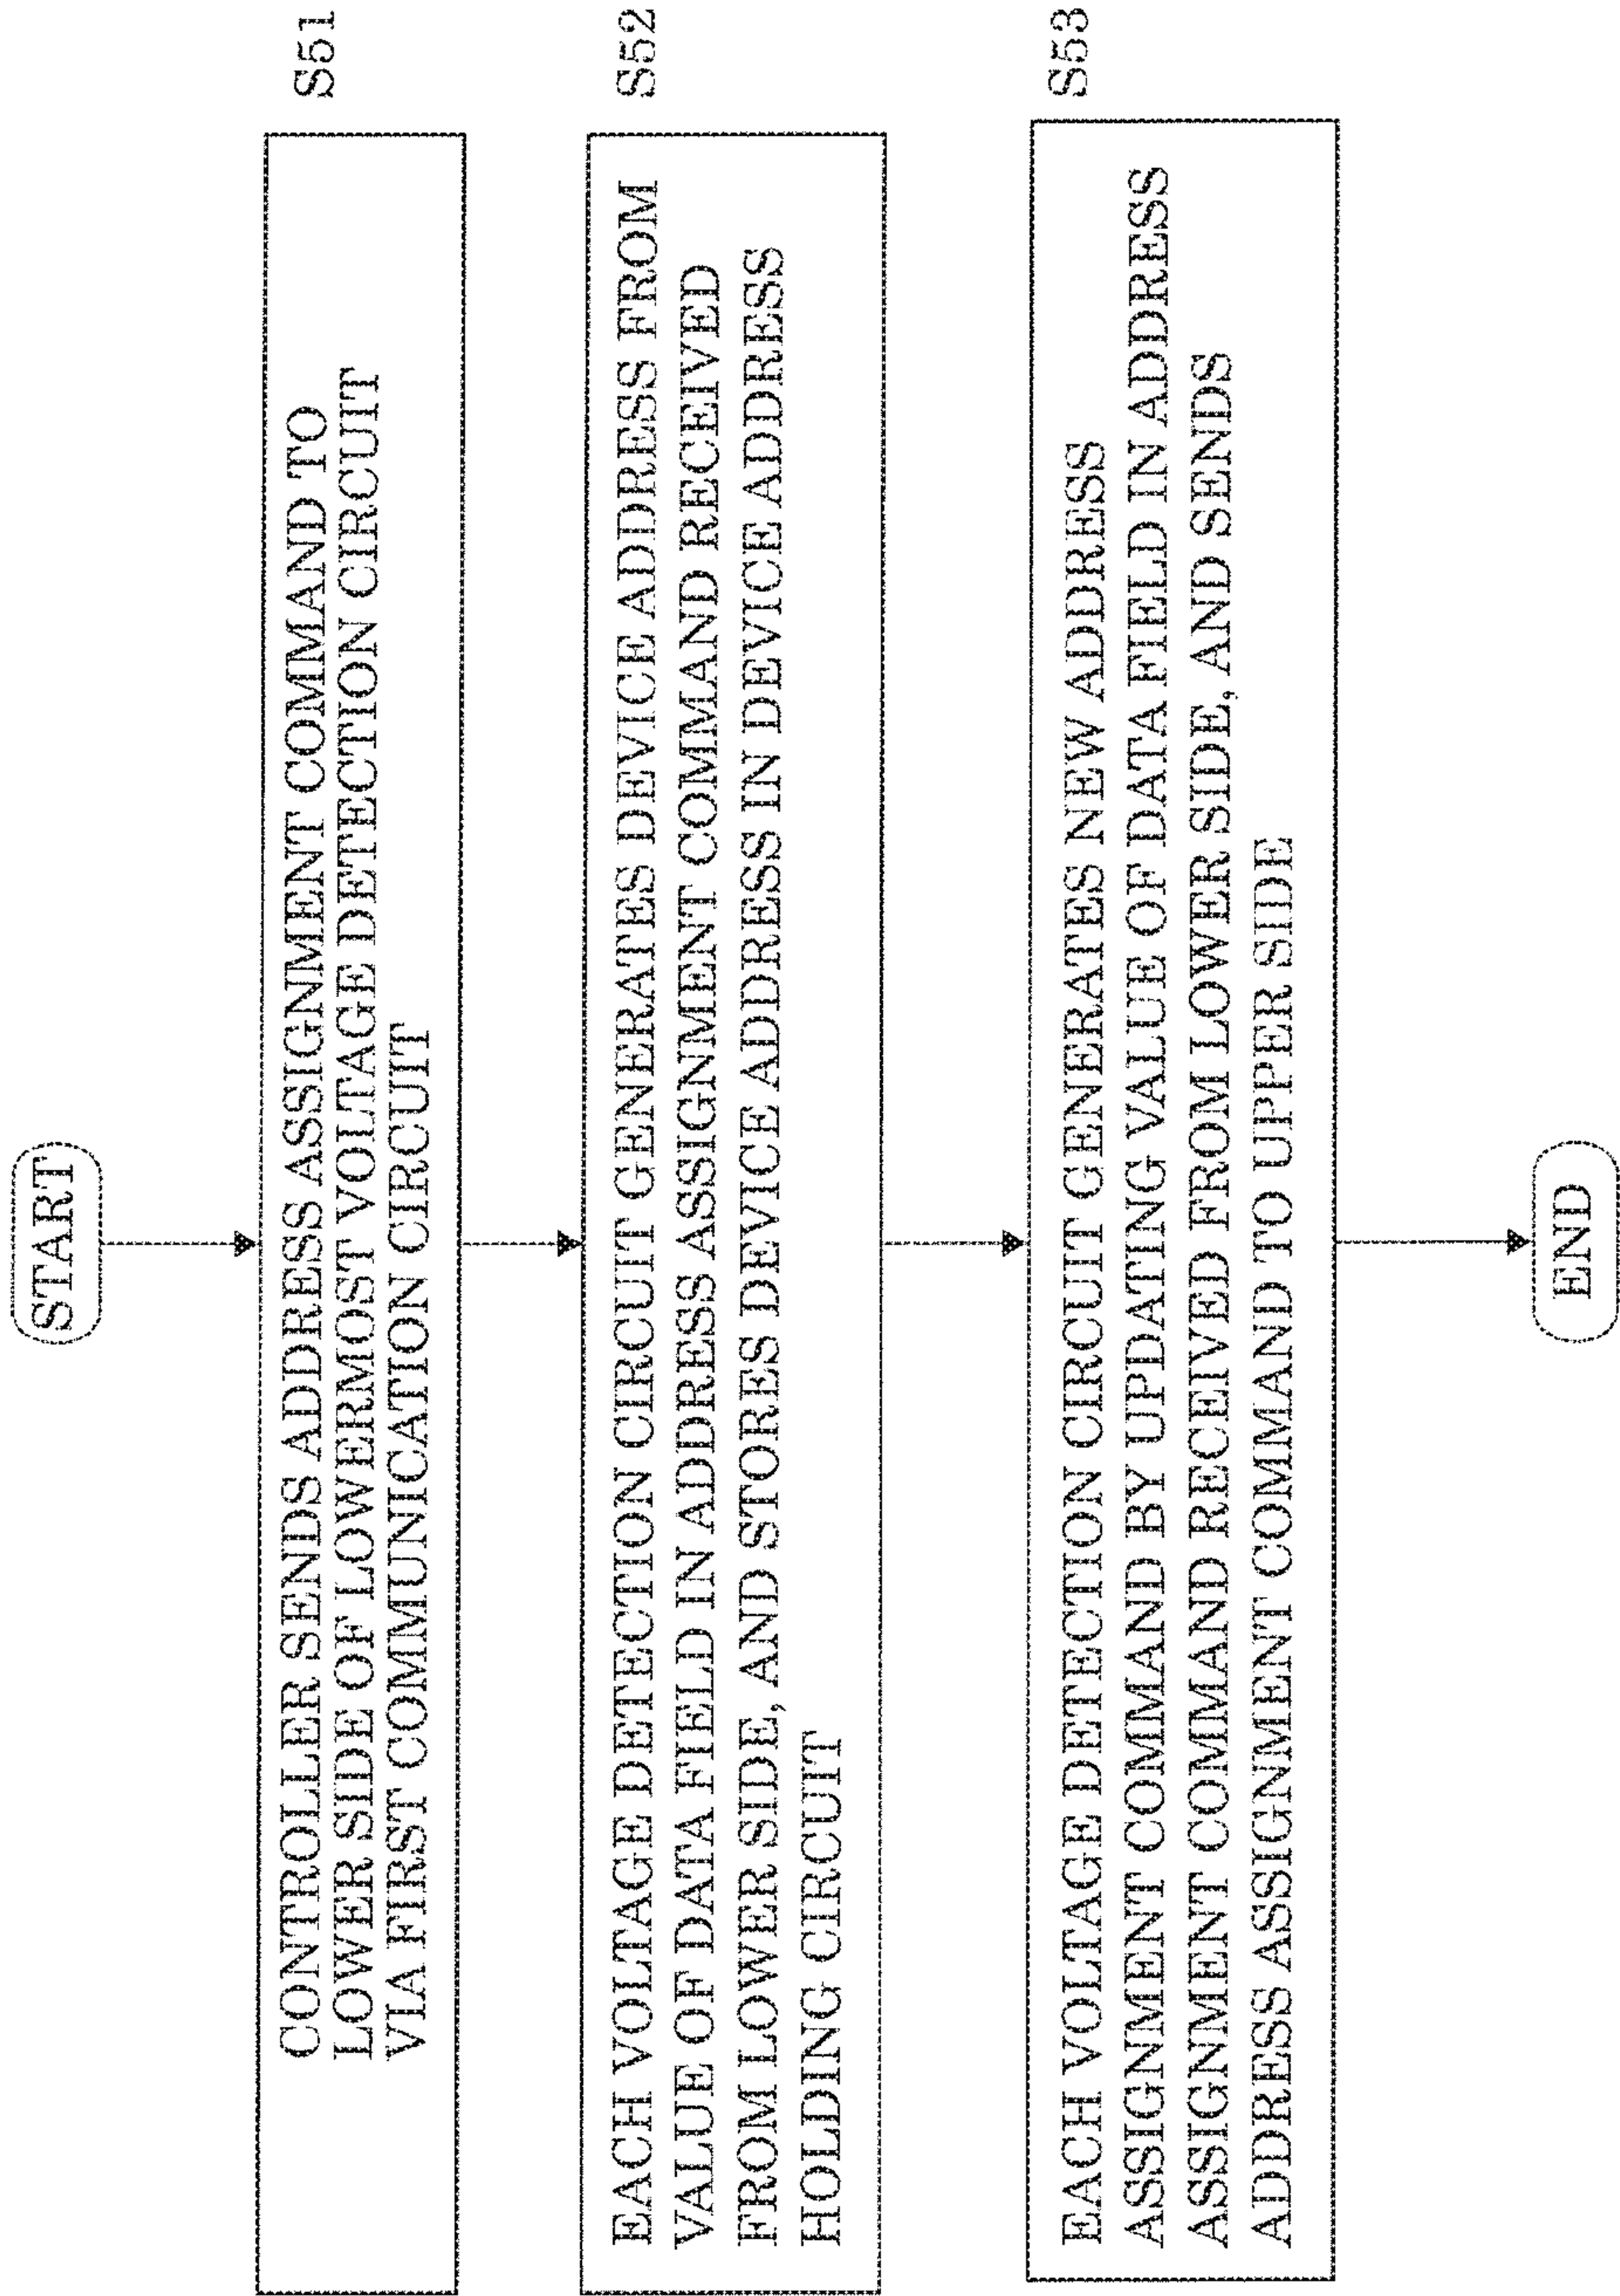 START
S51
CONTROLLER SENDS ADDRESS ASSIGNMENT COMMAND TO
LOWER SIDE OF LOWERMOST VOLTAGE DETECTION CIRCUIT
VIA FIRST COMMUNICATION CIRCUIT
S52
EACH VOLTAGE DETECTION CIRCUIT GENERATES DEVICE ADDRESS FROM
VALUE OF DATA FIELD IN ADDRESS ASSIGNMENT COMMAND RECEIVED
FROM LOWER SIDE, AND STORES DEVICE ADDRESS IN DEVICE ADDRESS
HOLDING CIRCUIT
S53
EACH VOLTAGE DETECTION CIRCUIT GENERATES NEW ADDRESS
ASSIGNMENT COMMAND BY UPDATING VALUE OF DATA FIELD IN ADDRESS
ASSIGNMENT COMMAND RECEIVED FROM LOWER SIDE, AND SENDS
ADDRESS ASSIGNMENT COMMAND TO UPPER SIDE
END